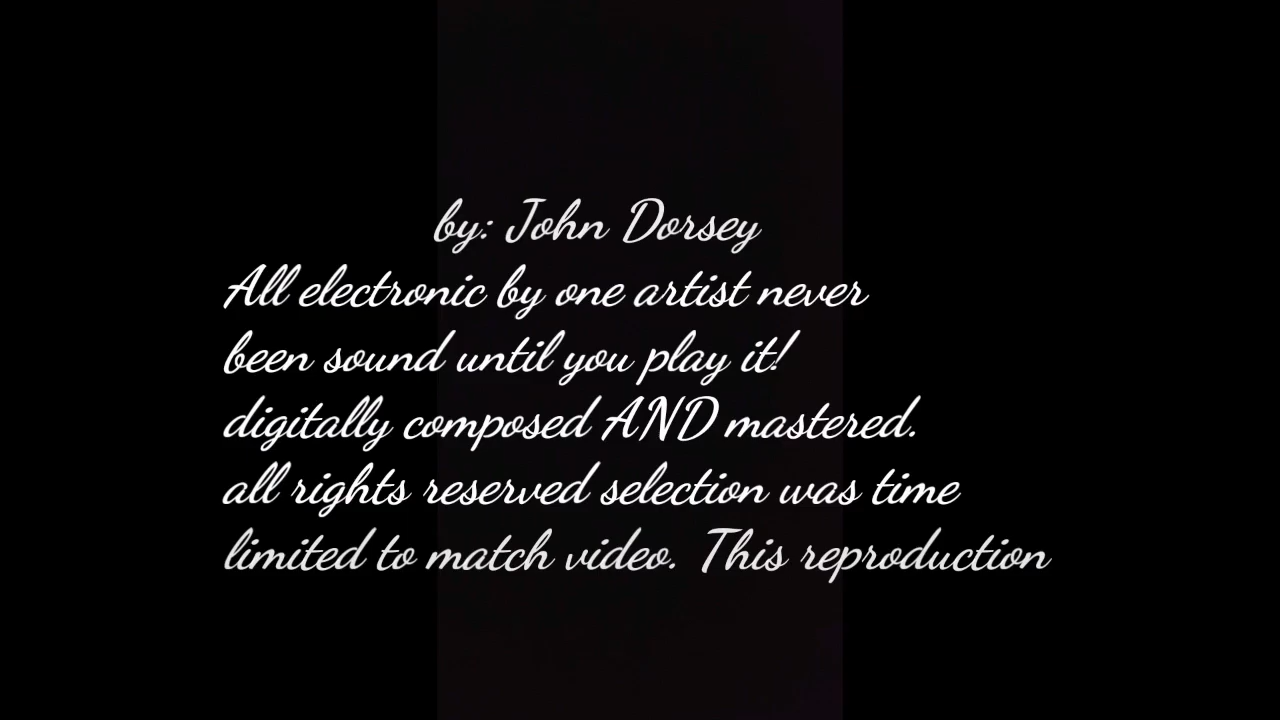 by: John Dorsey
All electronic by one artist never
been sound until you play it!
digitally composed AND mastered.
all rights reserved selection was time
limited to match video. This reproduction